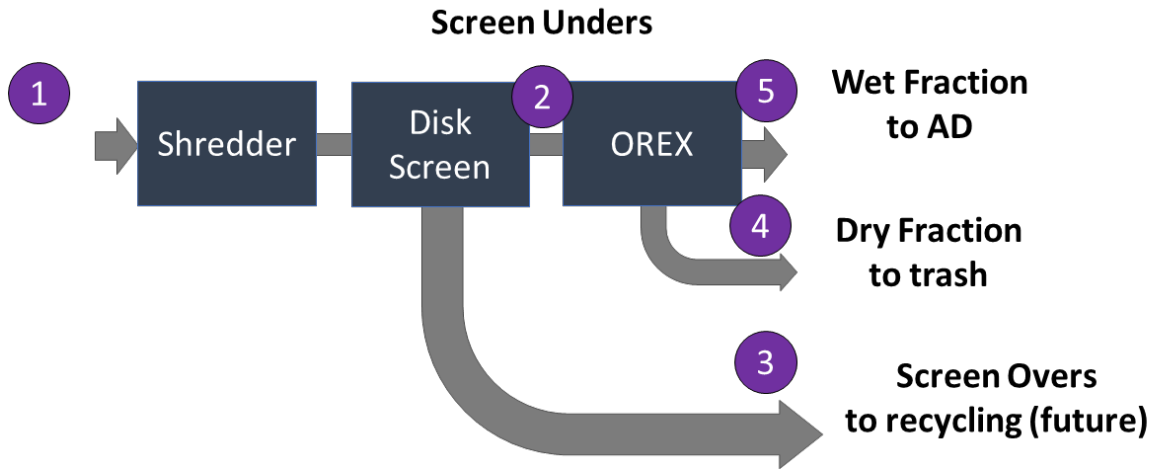 Screen Unders
1
Shredder
Disk
Screen
2
OREX
5
Wet Fraction
to AD
4
Dry Fraction
to trash
3
Screen Overs
to recycling (future)